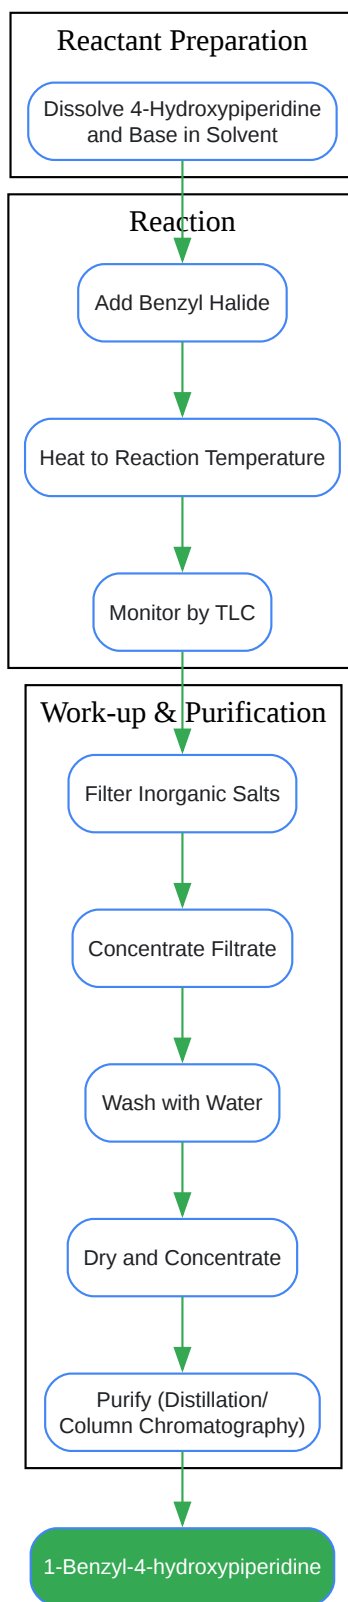 Reactant Preparation
Dissolve 4-Hydroxypiperidine
and Base in Solvent
Reaction
Add Benzyl Halide
Heat to Reaction Temperature
Monitor by TLC
Work-up & Purification
Filter Inorganic Salts
Concentrate Filtrate
Wash with Water
Dry and Concentrate
Purify (Distillation/
Column Chromatography)
1-Benzyl-4-hydroxypiperidine